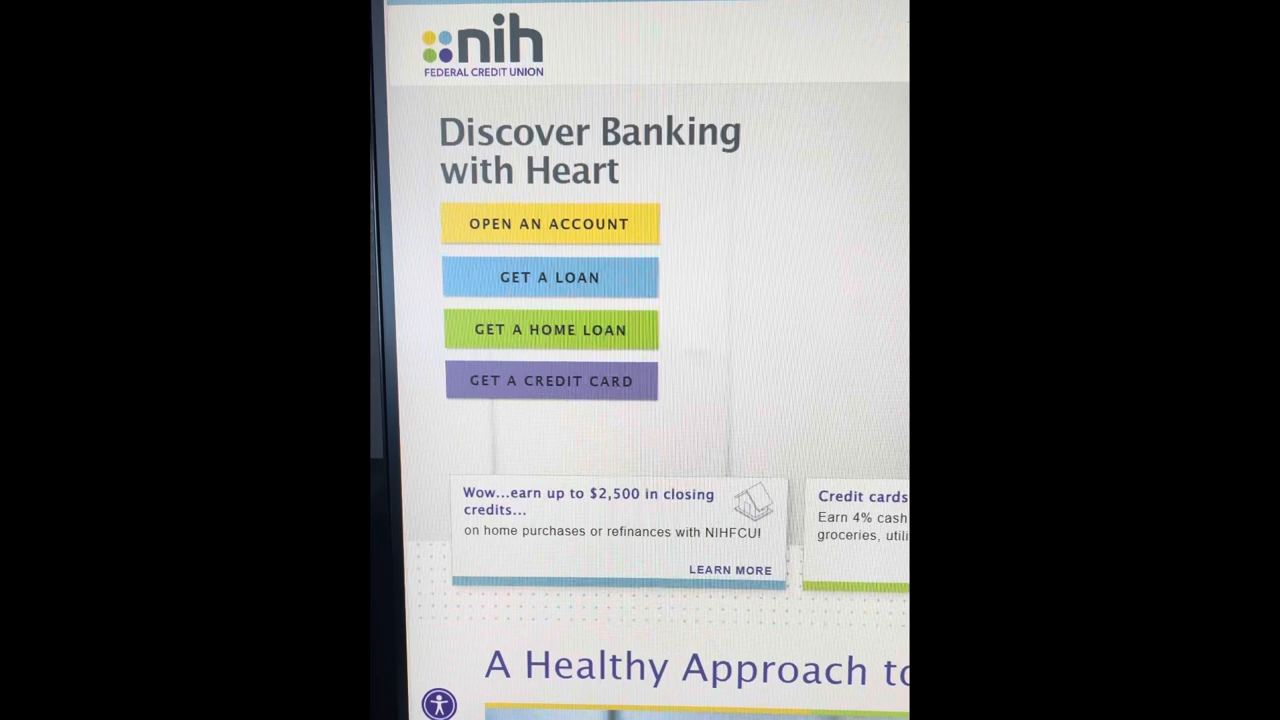 nih
FEDERAL CREDIT UNION
Discover Banking
with Heart
OPEN AN ACCOUNT
GET A LOAN
GET A HOME LOAN
GET A CREDIT CARD
Wow...earn up to $2,500 in closing
credits...
on home purchases or refinances with NIHFCU!
LEARN MORE
Credit cards
Earn 4% cash
groceries, utili
A Healthy Approach to